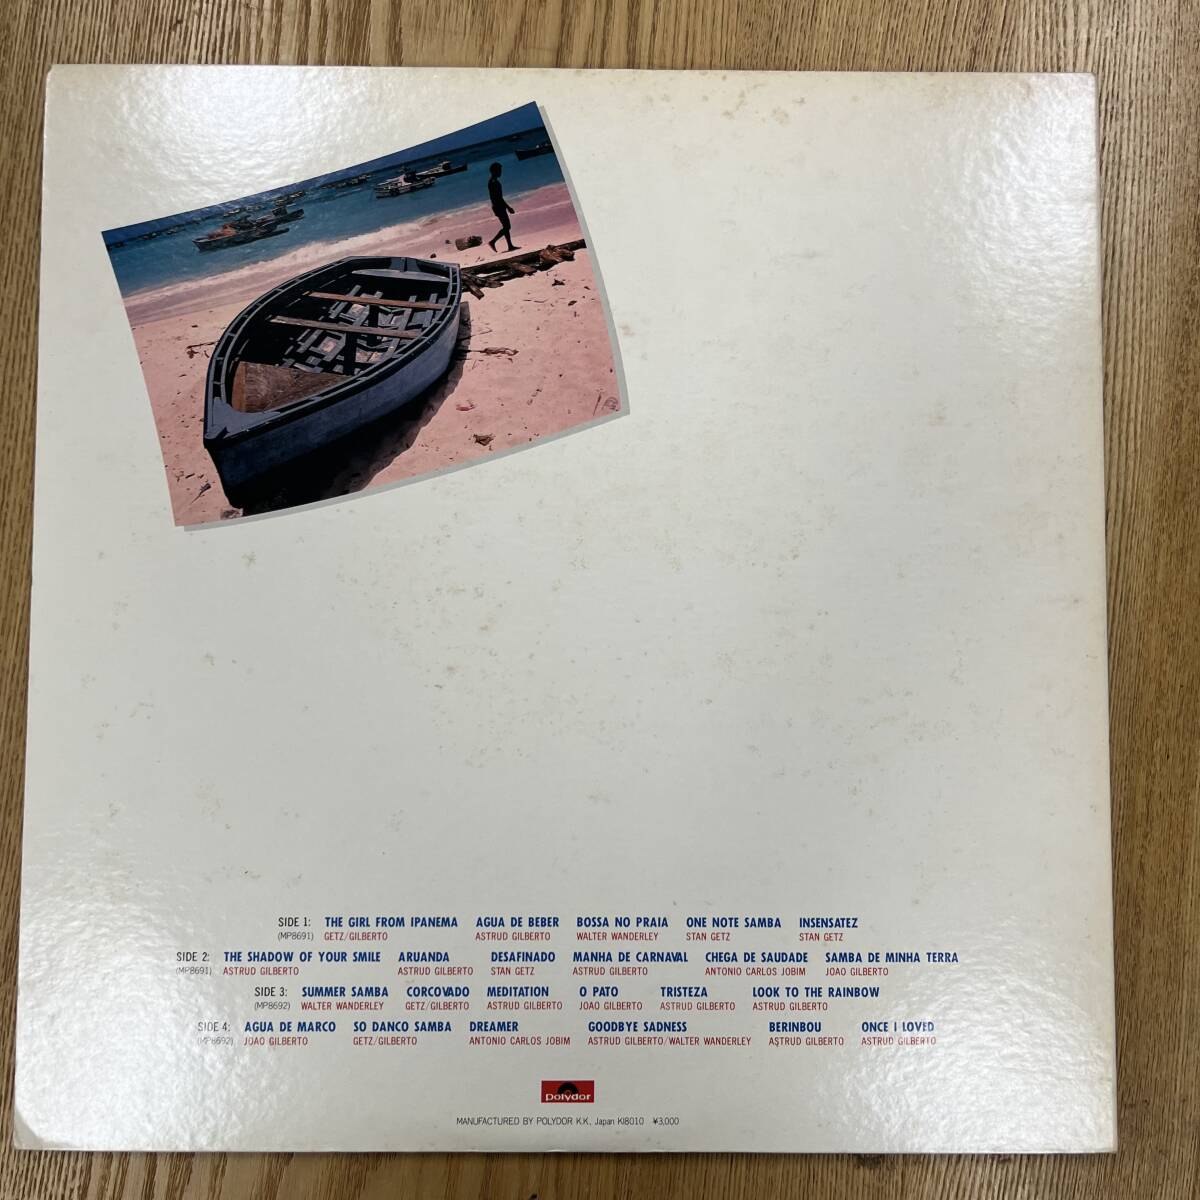 SIDE 1: THE GIRL FROM IPANEMA AGUA DE BEBER BOSSA NO PRAIA ONE NOTE SAMBA INSENSATEZ
(MP8691) GETZ/GILBERTO ASTRUD GILBERTO WALTER WANDERLEY STAN GETZ STAN GETZ
SIDE 2: THE SHADOW OF YOUR SMILE ARUANDA DESAFINADO MANHA DE CARNAVAL CHEGA DE SAUDADE SAMBA DE MINHA TERRA
(MP8691) ASTRUD GILBERTO ASTRUD GILBERTO STAN GETZ ASTRUD GILBERTO ANTONIO CARLOS JOBIM JOAO GILBERTO
SIDE 3: SUMMER SAMBA CORCOVADO MEDITATION O PATO TRISTEZA LOOK TO THE RAINBOW
(MP8692) WALTER WANDERLEY GETZ/GILBERTO ASTRUD GILBERTO JOAO GILBERTO ASTRUD GILBERTO ASTRUD GILBERTO
SIDE 4: AGUA DE MARCO SO DANCO SAMBA DREAMER GOODBYE SADNESS BERINBOU ONCE I LOVED
(MP8692) JOAO GILBERTO GETZ/GILBERTO ANTONIO CARLOS JOBIM ASTRUD GILBERTO/WALTER WANDERLEY ASTRUD GILBERTO ASTRUD GILBERTO
polydor
MANUFACTURED BY POLYDOR K.K., Japan KI8010 ¥3,000